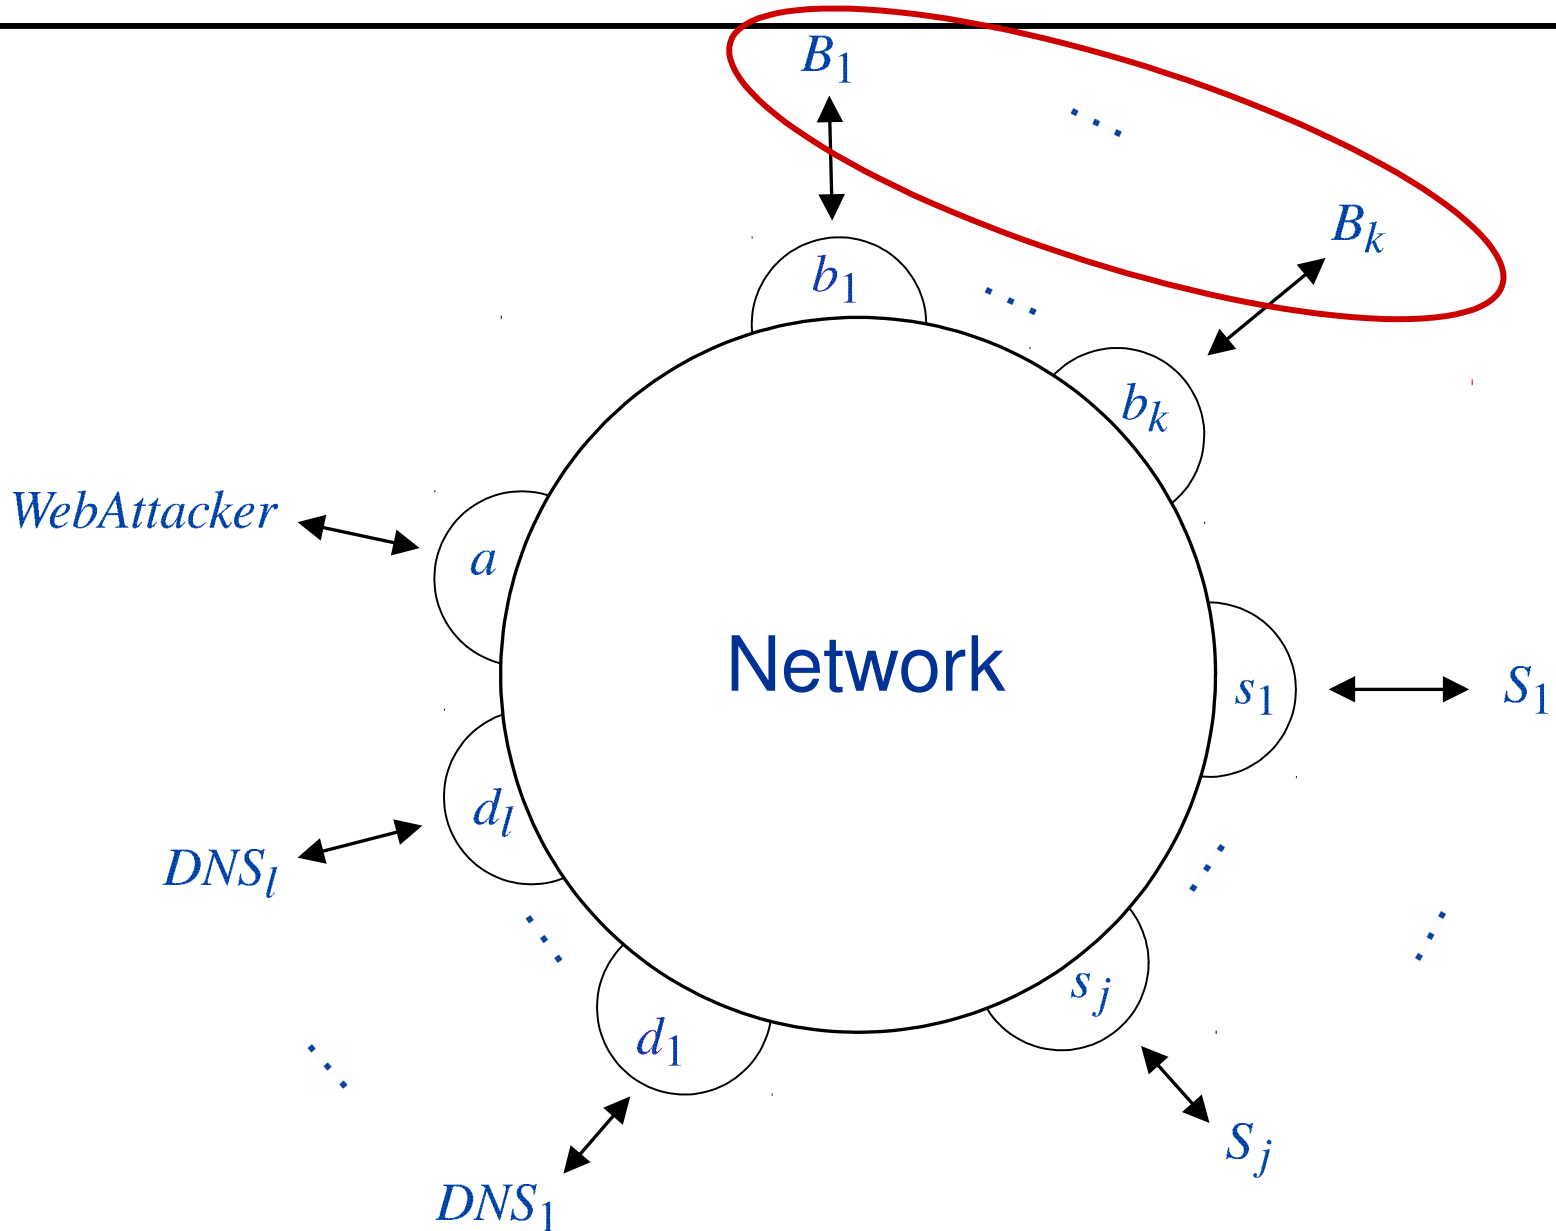 B₁
. . .
Bₖ
b₁
. . .
bₖ
WebAttacker
a
Network
s₁
S₁
dₗ
DNSₗ
. . .
. . .
. . .
sⱼ
d₁
. . .
Sⱼ
DNS₁